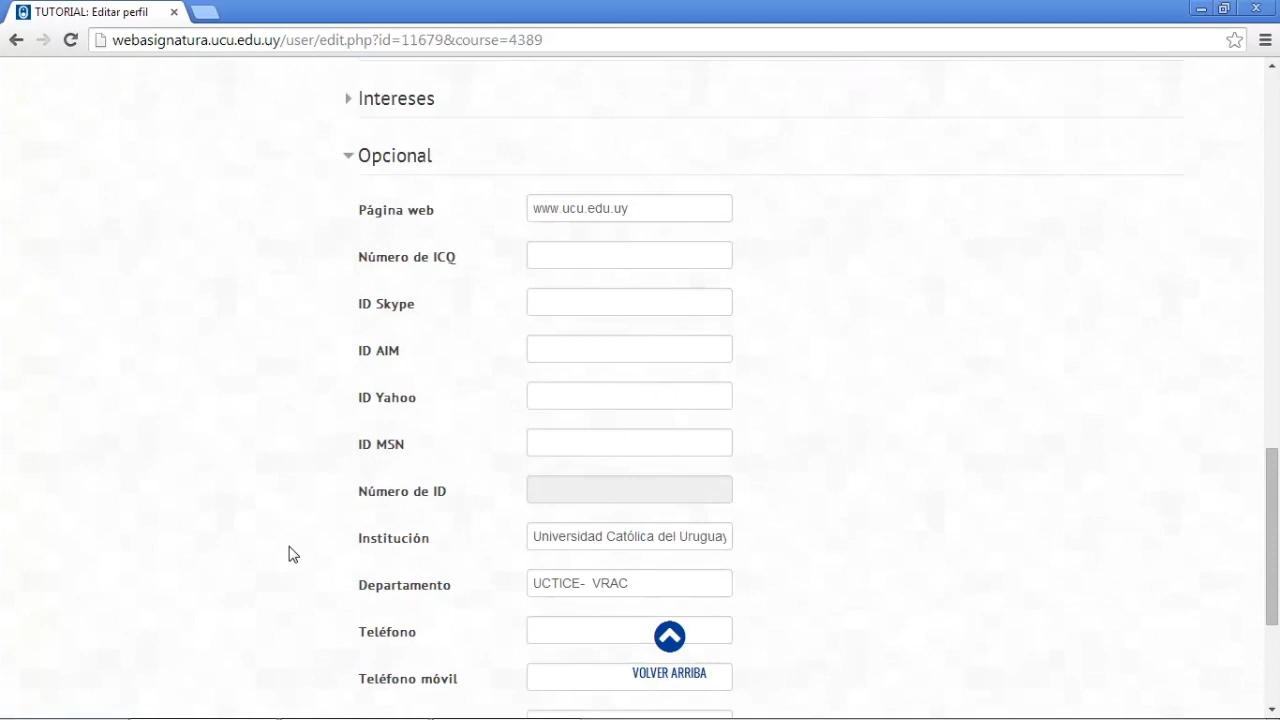 TUTORIAL: Editar perfil
webasignatura.ucu.edu.uy/user/edit.php?id=11679&course=4389
Intereses
Opcional
Página web www.ucu.edu.uy
Número de ICQ
ID Skype
ID AIM
ID Yahoo
ID MSN
Número de ID
Institución Universidad Católica del Uruguay
Departamento UCTICE- VRAC
Teléfono
Teléfono móvil
VOLVER ARRIBA